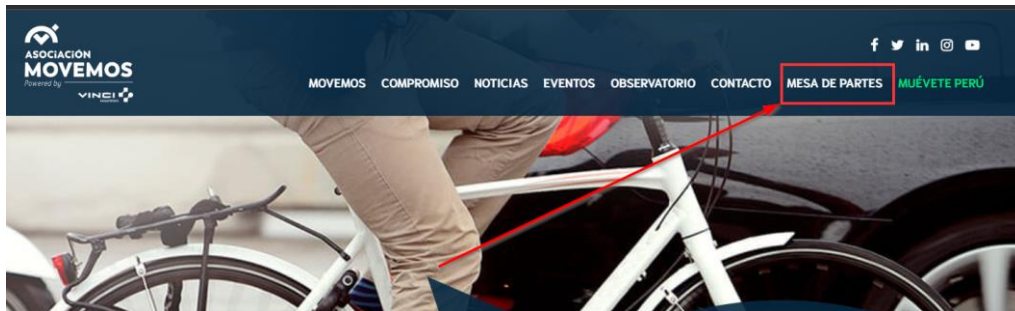 ASOCIACIÓN
MOVEMOS
Powered by
VINCI
MOVEMOS COMPROMISO NOTICIAS EVENTOS OBSERVATORIO CONTACTO MESA DE PARTES MUÉVETE PERÚ